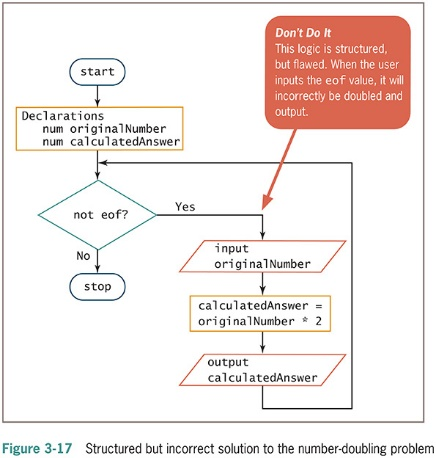 Don't Do It
This logic is structured,
but flawed. When the user
inputs the eof value, it will
incorrectly be doubled and
output.
start
Declarations
num originalNumber
num calculatedAnswer
not eof?
Yes
No
stop
input
originalNumber
calculatedAnswer =
originalNumber * 2
output
calculatedAnswer
Figure 3-17 Structured but incorrect solution to the number-doubling problem